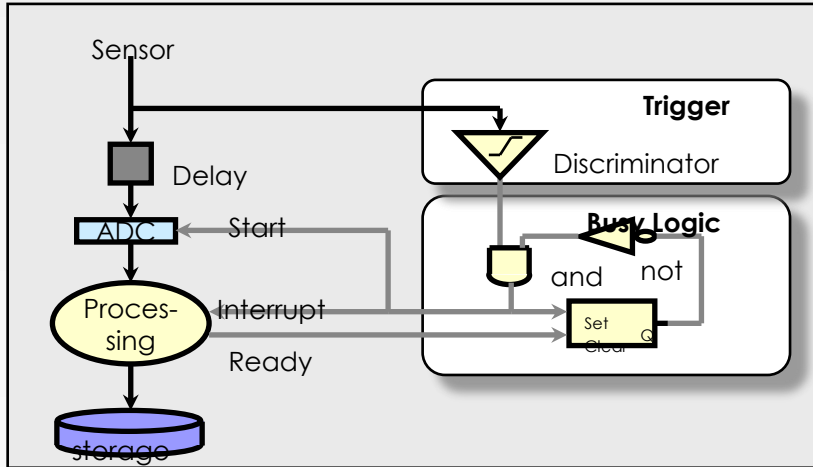 Sensor
Trigger
Discriminator
Delay
ADC
Start
Busy Logic
and
not
Interrupt
Proces-
sing
Set
Clear
Q
Ready
storage